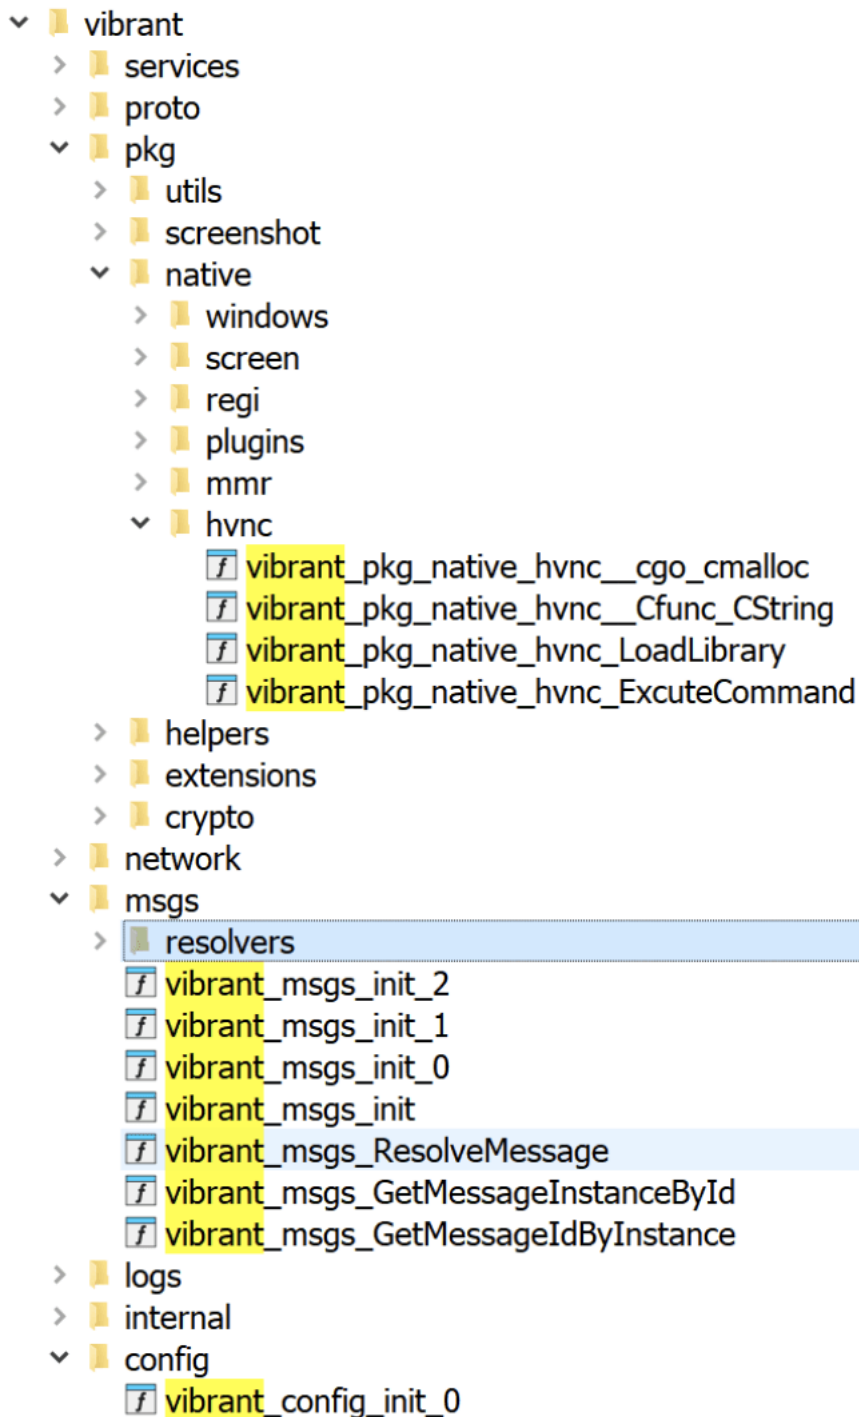 vibrant
services
proto
pkg
utils
screenshot
native
windows
screen
regi
plugins
mmr
hvnc
f vibrant_pkg_native_hvnc__cgo_cmalloc
f vibrant_pkg_native_hvnc__Cfunc_CString
f vibrant_pkg_native_hvnc_LoadLibrary
f vibrant_pkg_native_hvnc_ExcuteCommand
helpers
extensions
crypto
network
msgs
resolvers
f vibrant_msgs_init_2
f vibrant_msgs_init_1
f vibrant_msgs_init_0
f vibrant_msgs_init
f vibrant_msgs_ResolveMessage
f vibrant_msgs_GetMessageInstanceById
f vibrant_msgs_GetMessageIdByInstance
logs
internal
config
f vibrant_config_init_0